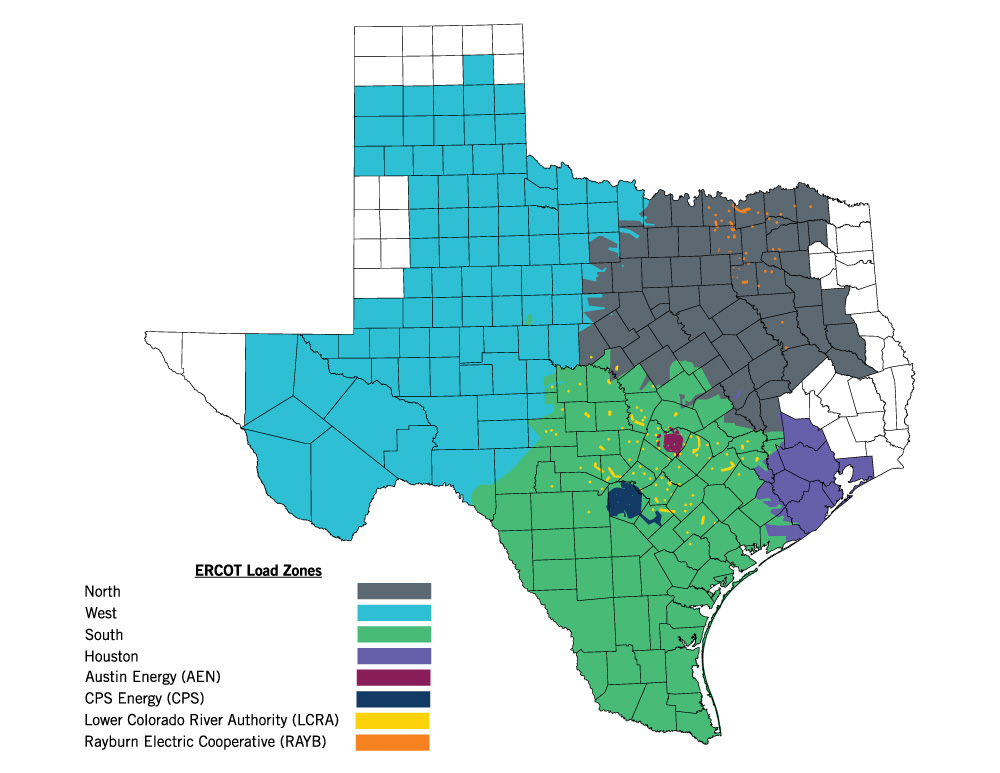 ERCOT Load Zones
North
West
South
Houston
Austin Energy (AEN)
CPS Energy (CPS)
Lower Colorado River Authority (LCRA)
Rayburn Electric Cooperative (RAYB)